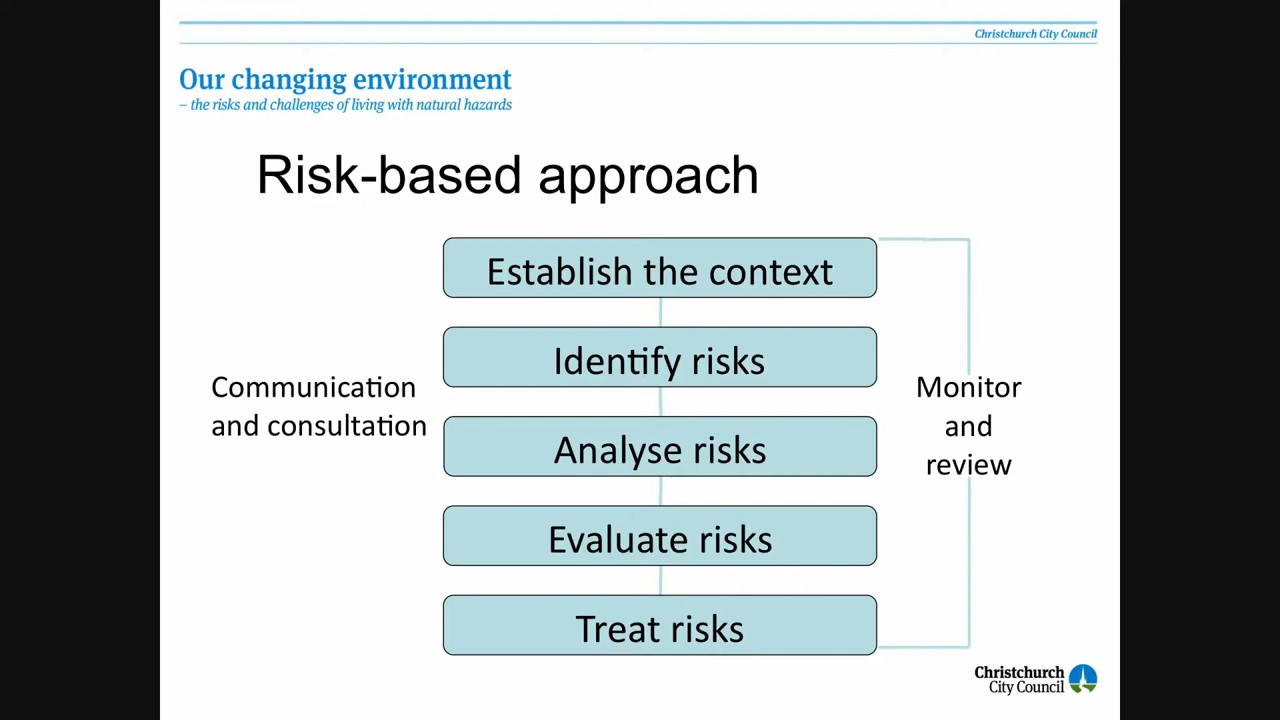 Christchurch City Council
Our changing environment
– the risks and challenges of living with natural hazards
Risk-based approach
Establish the context
Identify risks
Analyse risks
Evaluate risks
Treat risks
Communication
and consultation
Monitor
and
review
Christchurch
City Council